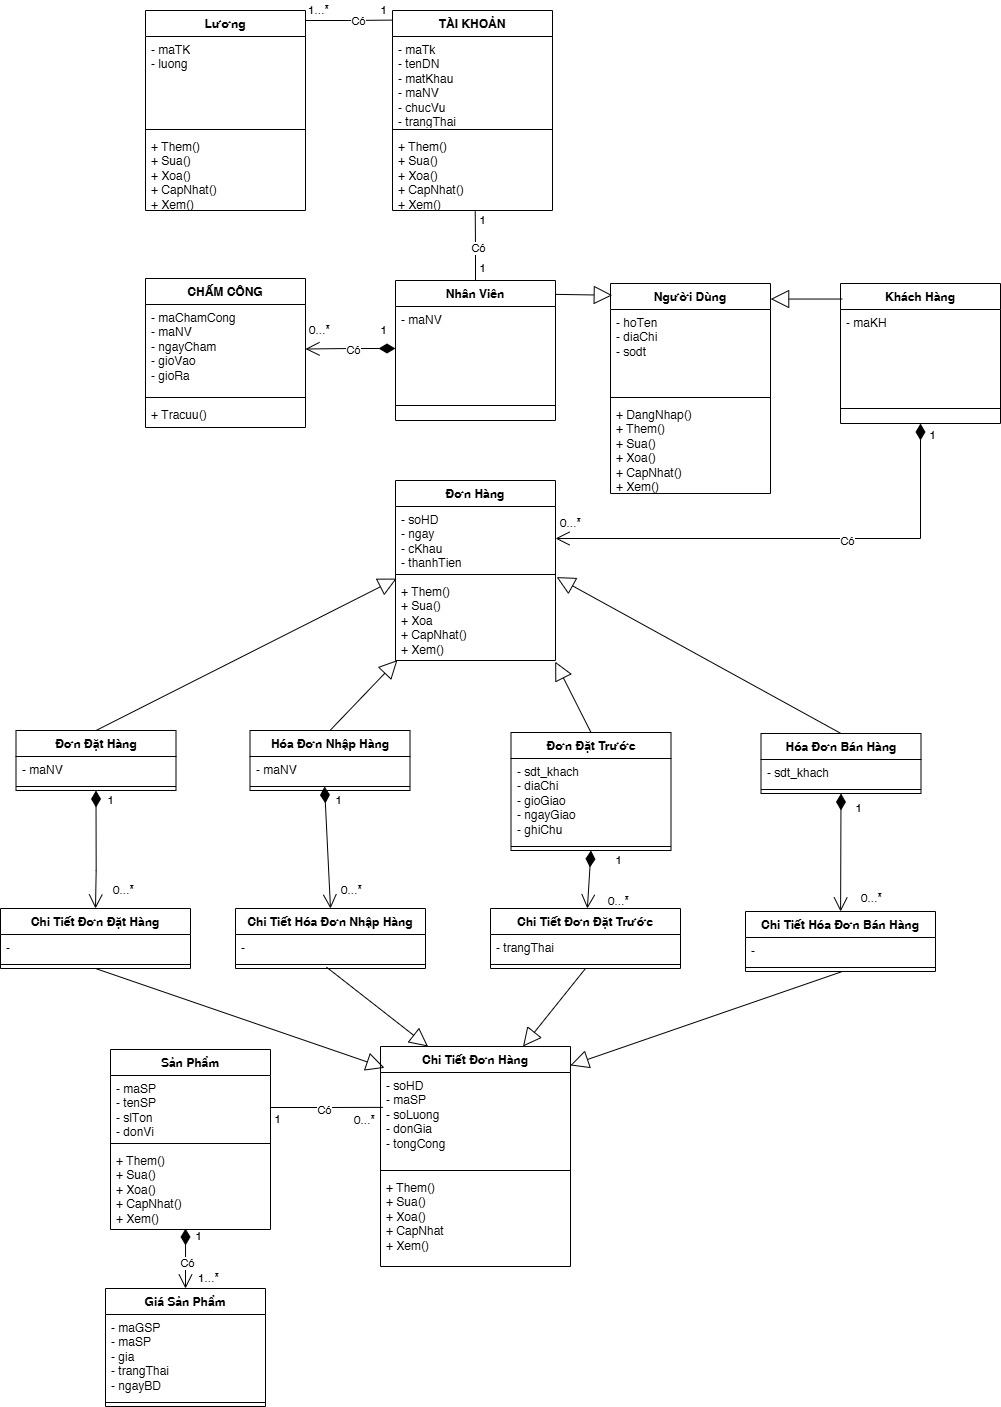 Lương
- maTK
- luong
+ Them()
+ Sua()
+ Xoa()
+ CapNhat()
+ Xem()
1...*
Có
1
TÀI KHOẢN
- maTk
- tenDN
- matKhau
- maNV
- chucVu
- trangThai
+ Them()
+ Sua()
+ Xoa()
+ CapNhat()
+ Xem()
1
Có
1
CHẤM CÔNG
- maChamCong
- maNV
- ngayCham
- gioVao
- gioRa
+ Tracuu()
0...*
Có
1
Nhân Viên
- maNV
Người Dùng
- hoTen
- diaChi
- sodt
+ DangNhap()
+ Them()
+ Sua()
+ Xoa()
+ CapNhat()
+ Xem()
Khách Hàng
- maKH
1
Có
0...*
Đơn Hàng
- soHD
- ngay
- cKhau
- thanhTien
+ Them()
+ Sua()
+ Xoa
+ CapNhat()
+ Xem()
Đơn Đặt Hàng
- maNV
1
0...*
Hóa Đơn Nhập Hàng
- maNV
1
0...*
Đơn Đặt Trước
- sdt_khach
- diaChi
- gioGiao
- ngayGiao
- ghiChu
1
0...*
Hóa Đơn Bán Hàng
- sdt_khach
1
0...*
Chi Tiết Đơn Đặt Hàng
-
Chi Tiết Hóa Đơn Nhập Hàng
-
Chi Tiết Đơn Đặt Trước
- trangThai
Chi Tiết Hóa Đơn Bán Hàng
-
Sản Phẩm
- maSP
- tenSP
- slTon
- donVi
+ Them()
+ Sua()
+ Xoa()
+ CapNhat()
+ Xem()
1
Có
0...*
Chi Tiết Đơn Hàng
- soHD
- maSP
- soLuong
- donGia
- tongCong
+ Them()
+ Sua()
+ Xoa()
+ CapNhat
+ Xem()
1
Có
1...*
Giá Sản Phẩm
- maGSP
- maSP
- gia
- trangThai
- ngayBD